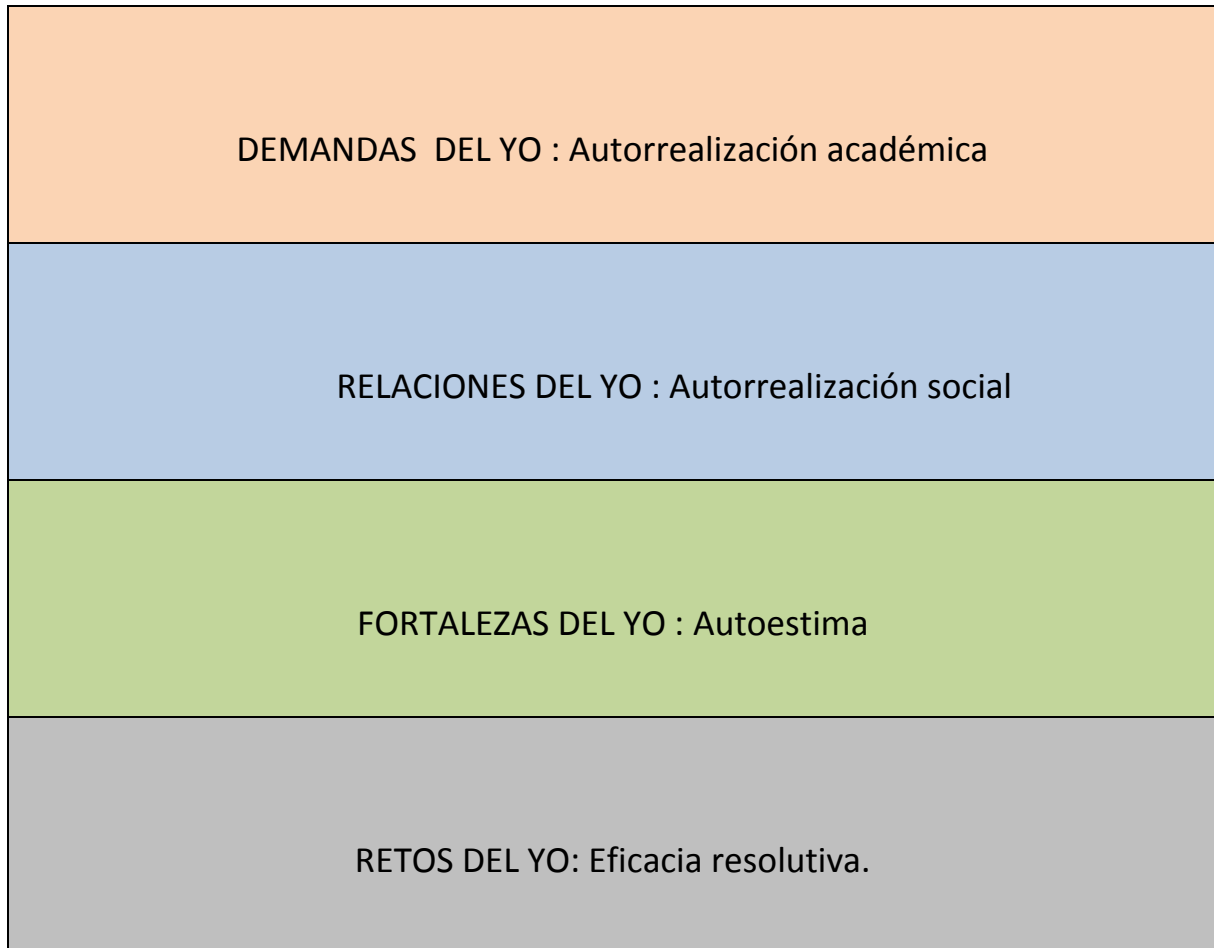 DEMANDAS DEL YO : Autorrealización académica
RELACIONES DEL YO : Autorrealización social
FORTALEZAS DEL YO : Autoestima
RETOS DEL YO: Eficacia resolutiva.